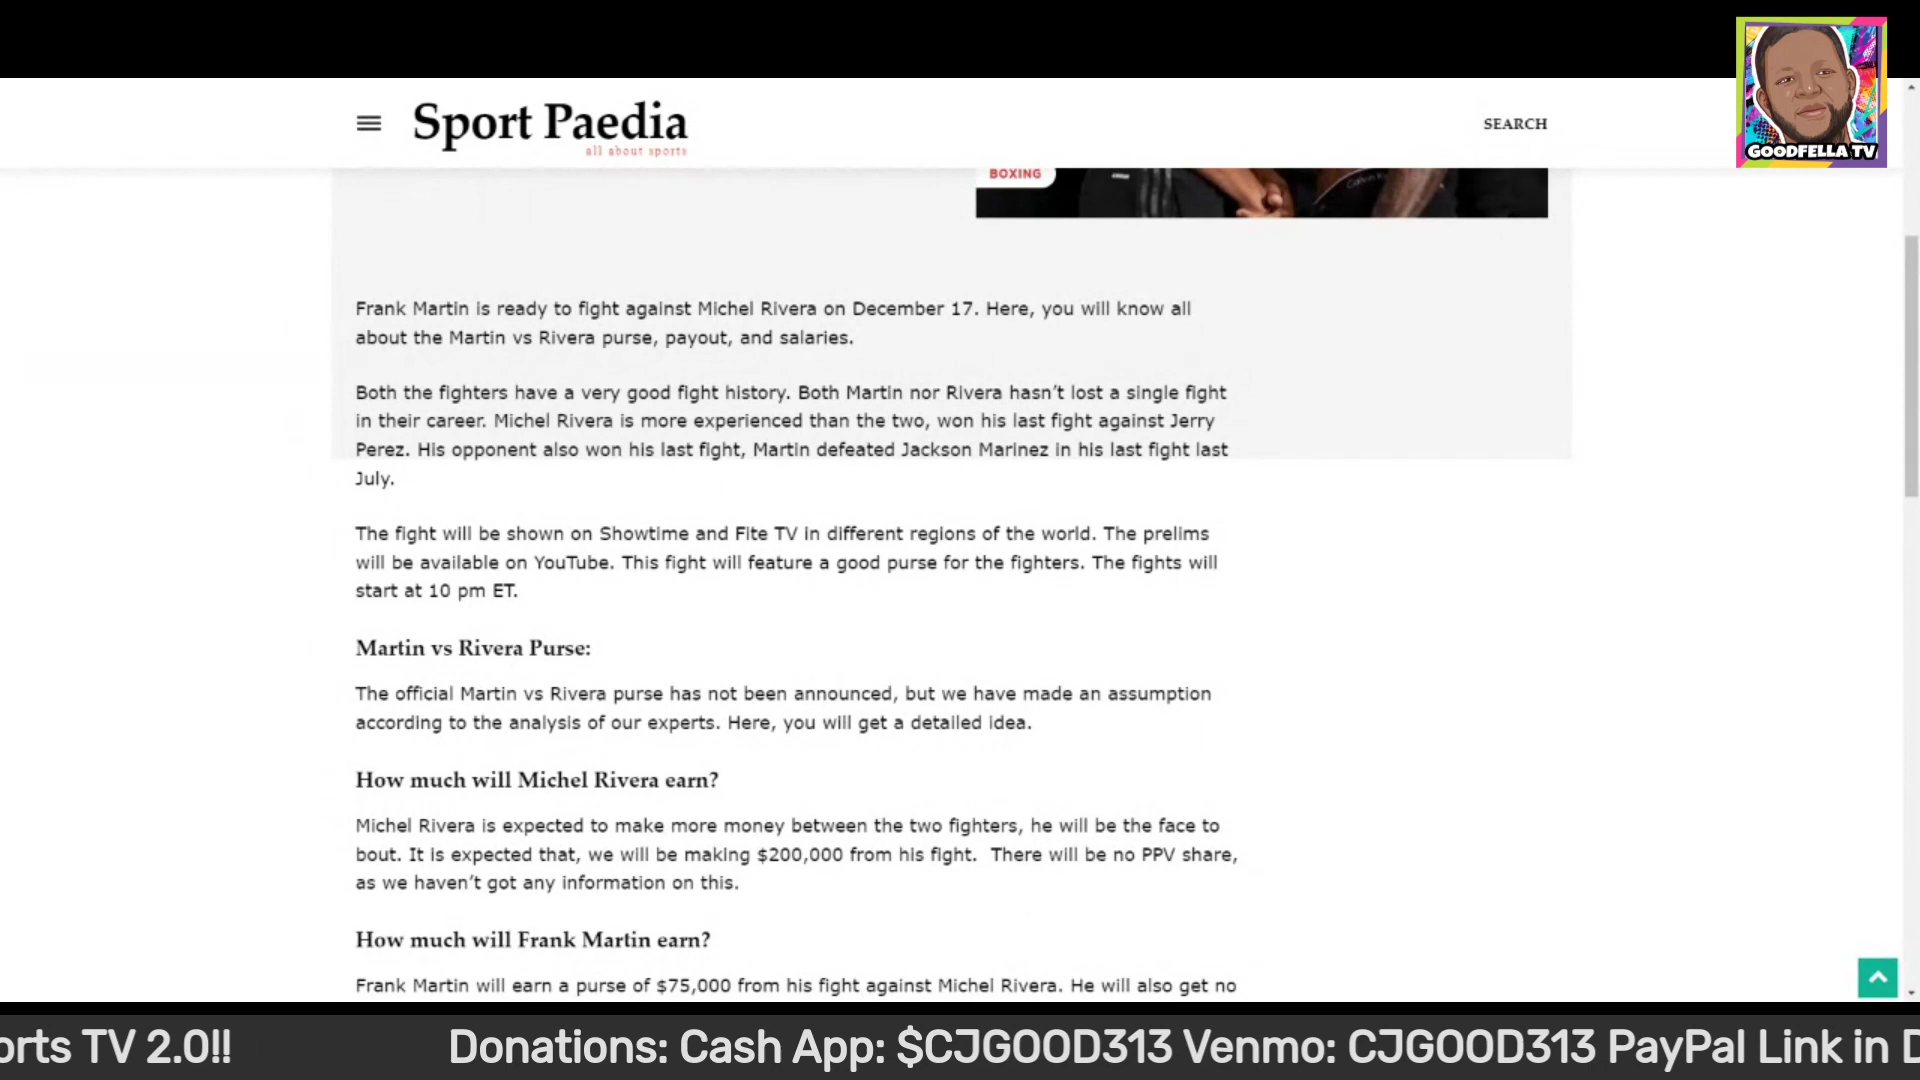 GOODFELLA TV
Sport Paedia
all about sports
SEARCH
BOXING
Frank Martin is ready to fight against Michel Rivera on December 17. Here, you will know all
about the Martin vs Rivera purse, payout, and salaries.
Both the fighters have a very good fight history. Both Martin nor Rivera hasn't lost a single fight
in their career. Michel Rivera is more experienced than the two, won his last fight against Jerry
Perez. His opponent also won his last fight, Martin defeated Jackson Marinez in his last fight last
July.
The fight will be shown on Showtime and Fite TV in different regions of the world. The prelims
will be available on YouTube. This fight will feature a good purse for the fighters. The fights will
start at 10 pm ET.
Martin vs Rivera Purse:
The official Martin vs Rivera purse has not been announced, but we have made an assumption
according to the analysis of our experts. Here, you will get a detailed idea.
How much will Michel Rivera earn?
Michel Rivera is expected to make more money between the two fighters, he will be the face to
bout. It is expected that, we will be making $200,000 from his fight. There will be no PPV share,
as we haven't got any information on this.
How much will Frank Martin earn?
Frank Martin will earn a purse of $75,000 from his fight against Michel Rivera. He will also get no
orts TV 2.0!! Donations: Cash App: $CJGOOD313 Venmo: CJGOOD313 PayPal Link in D